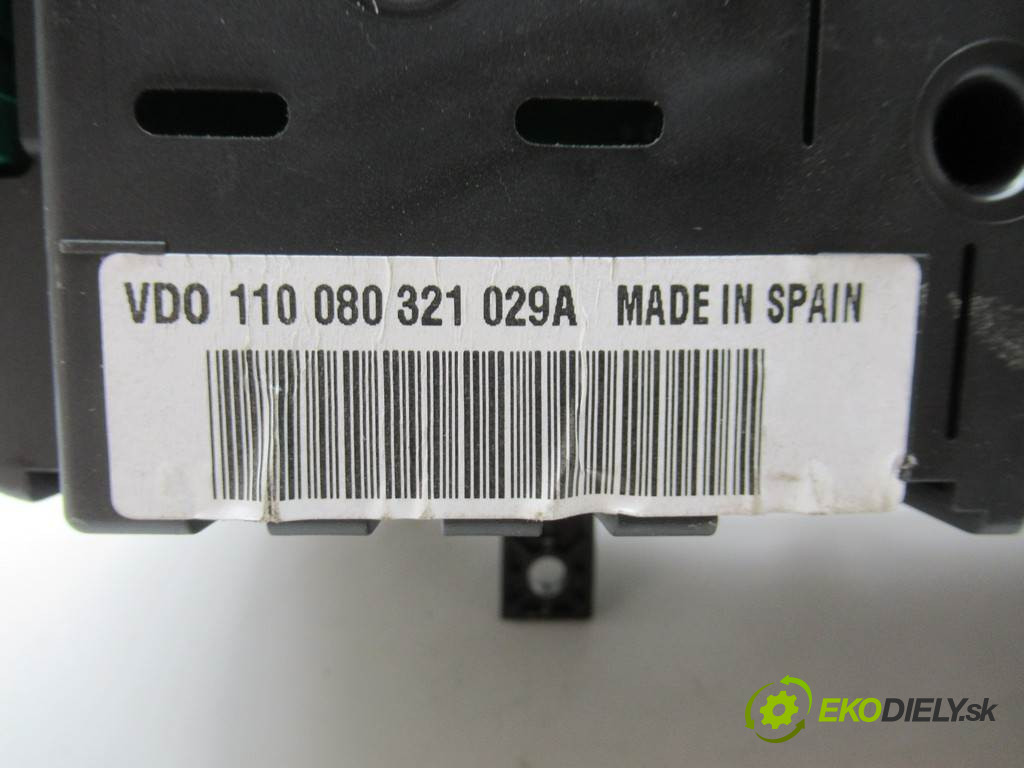 VDO 110 080 321 029A MADE IN SPAIN
EKODIELY.sk